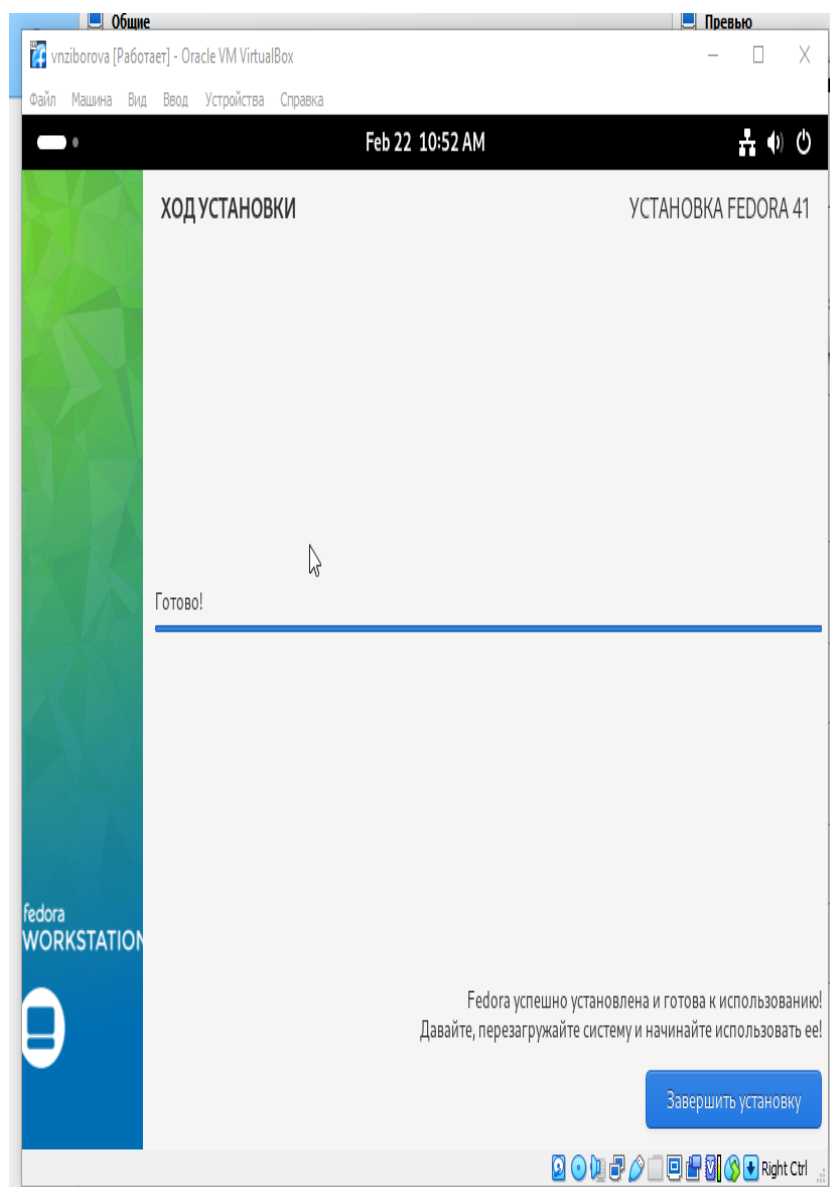 Общие
Превью
vnziborova [Работает] - Oracle VM VirtualBox
Файл Машина Вид Ввод Устройства Справка
Feb 22 10:52 AM
ХОД УСТАНОВКИ
УСТАНОВКА FEDORA 41
Готово!
fedora
WORKSTATION
Fedora успешно установлена и готова к использованию!
Давайте, перезагружайте систему и начинайте использовать ее!
Завершить установку
Right Ctrl